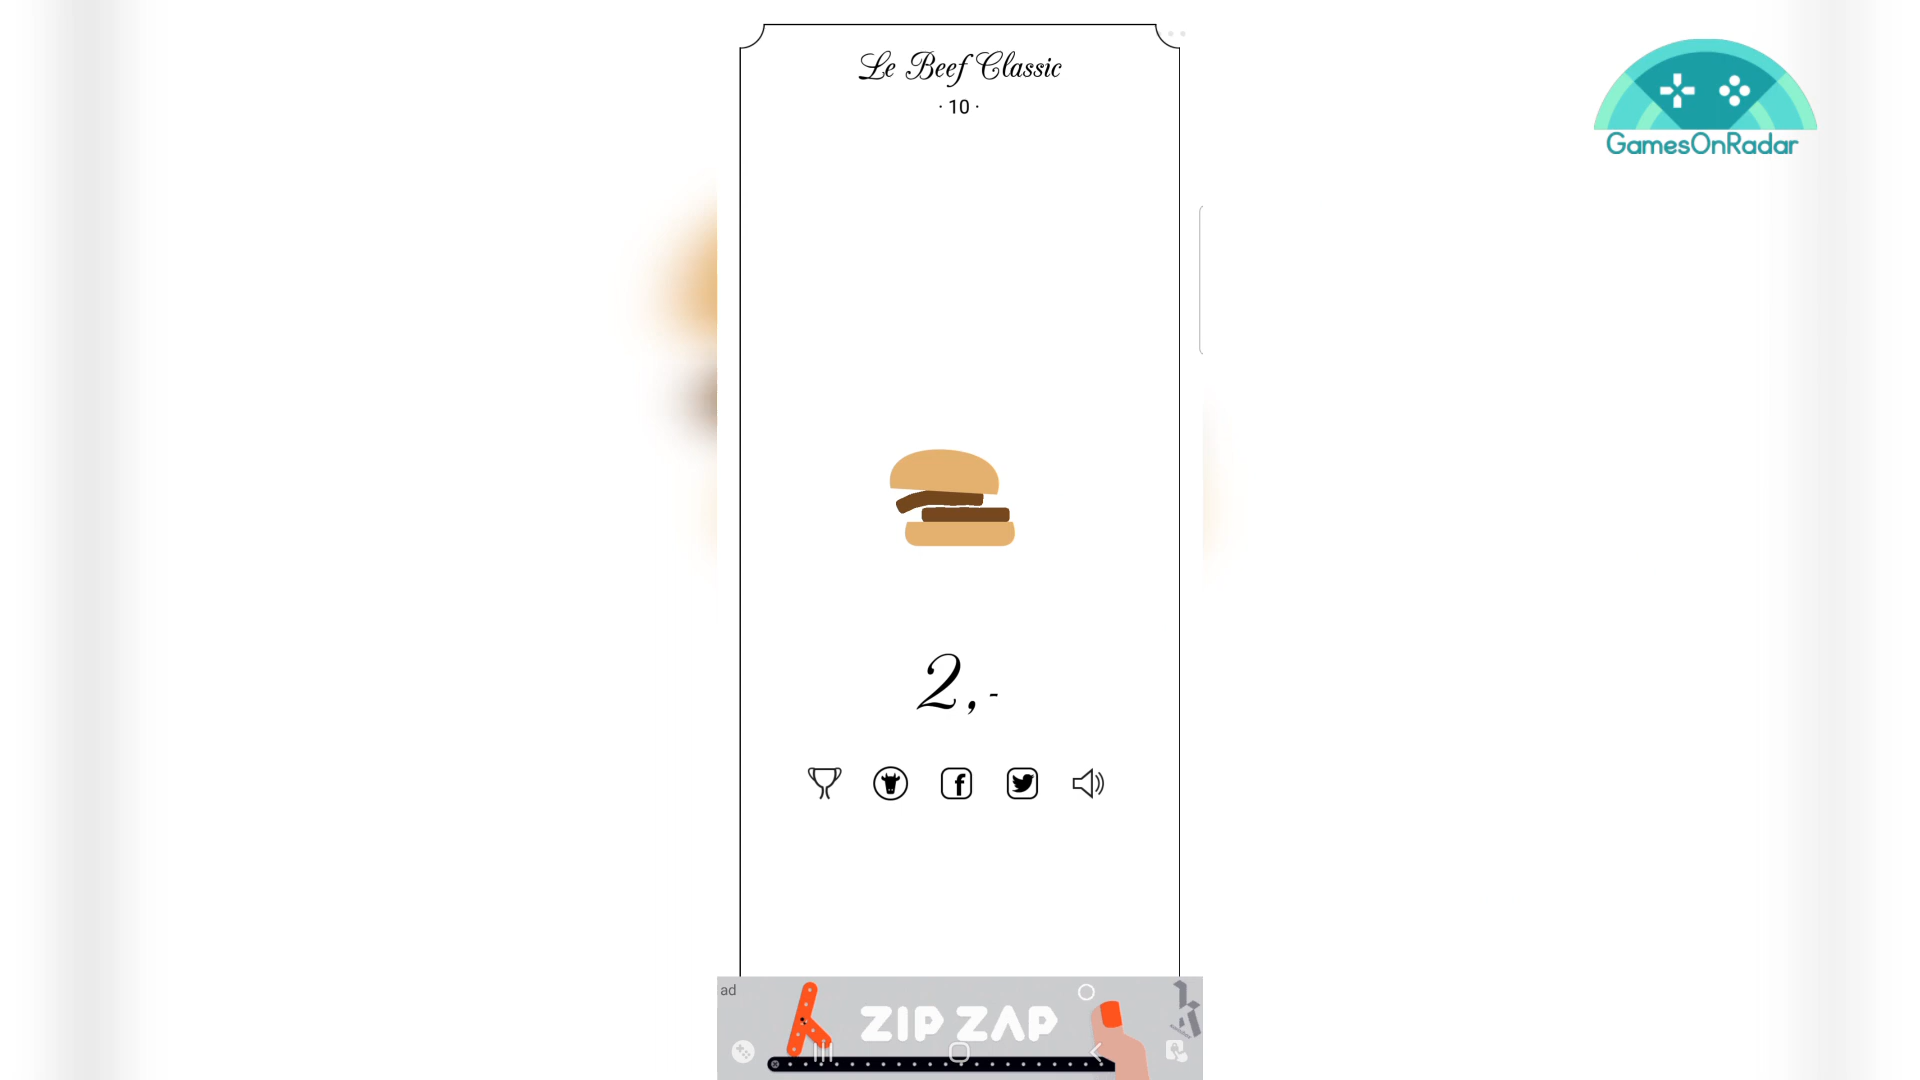 Le Beef Classic
· 10 ·
GamesOnRadar
2,-
f
ad
ZIP ZAP